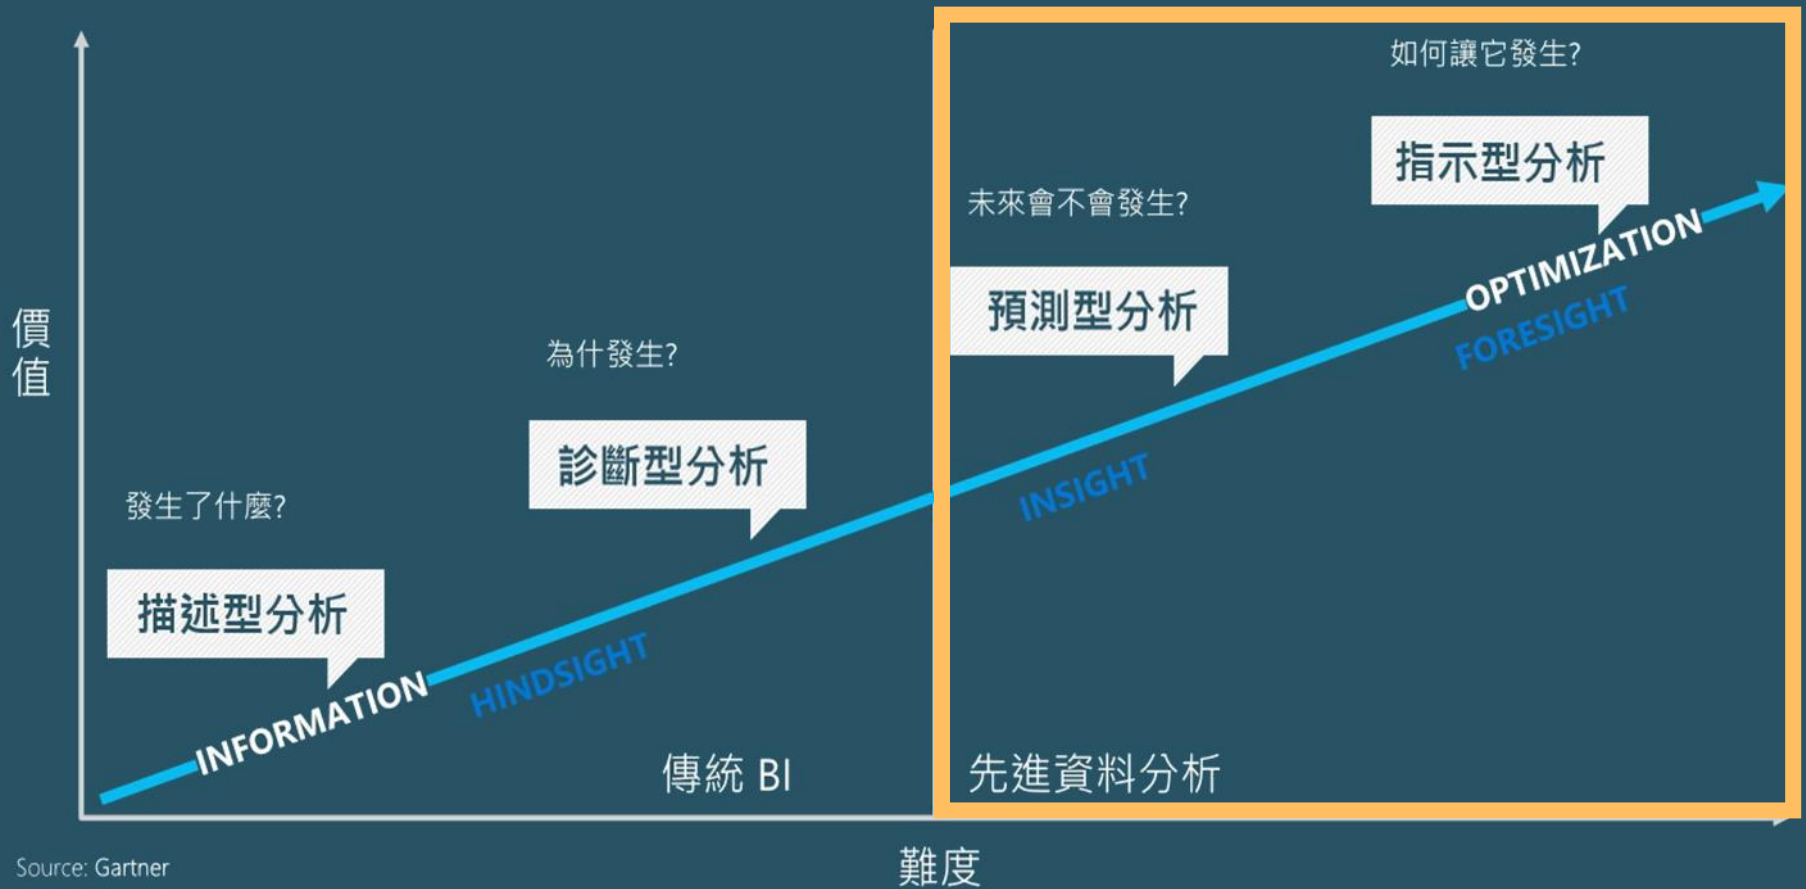 如何讓它發生?
指示型分析
未來會不會發生?
預測型分析
OPTIMIZATION
FORESIGHT
價值
為什發生?
診斷型分析
INSIGHT
發生了什麼?
描述型分析
INFORMATION
HINDSIGHT
傳統 BI
先進資料分析
難度
Source: Gartner